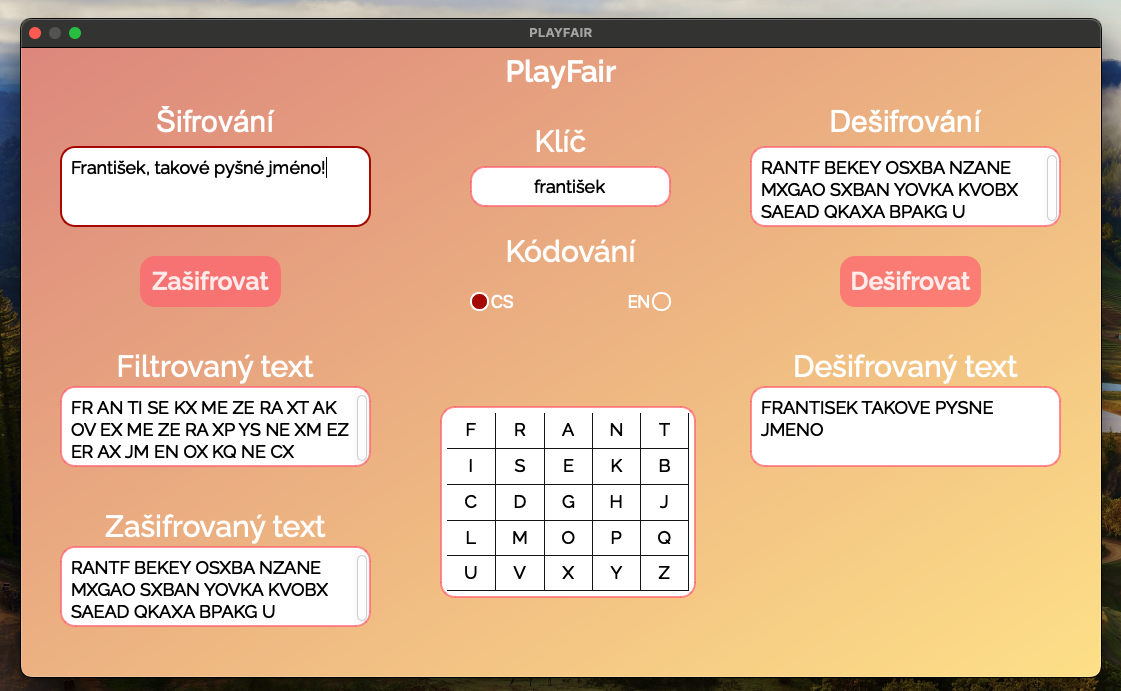 PLAYFAIR
PlayFair
Šifrování
František, takové pyšné jméno!
Zašifrovat
Filtrovaný text
FR AN TI SE KX ME ZE RA XT AK
OV EX ME ZE RA XP YS NE XM EZ
ER AX JM EN OX KQ NE CX
Zašifrovaný text
RANTF BEKEY OSXBA NZANE
MXGAO SXBAN YOVKA KVOBX
SAEAD QKAXA BPAKG U
Klíč
františek
Kódování
CS EN
F R A N T
I S E K B
C D G H J
L M O P Q
U V X Y Z
Dešifrování
RANTF BEKEY OSXBA NZANE
MXGAO SXBAN YOVKA KVOBX
SAEAD QKAXA BPAKG U
Dešifrovat
Dešifrovaný text
FRANTISEK TAKOVE PYSNE
JMENO